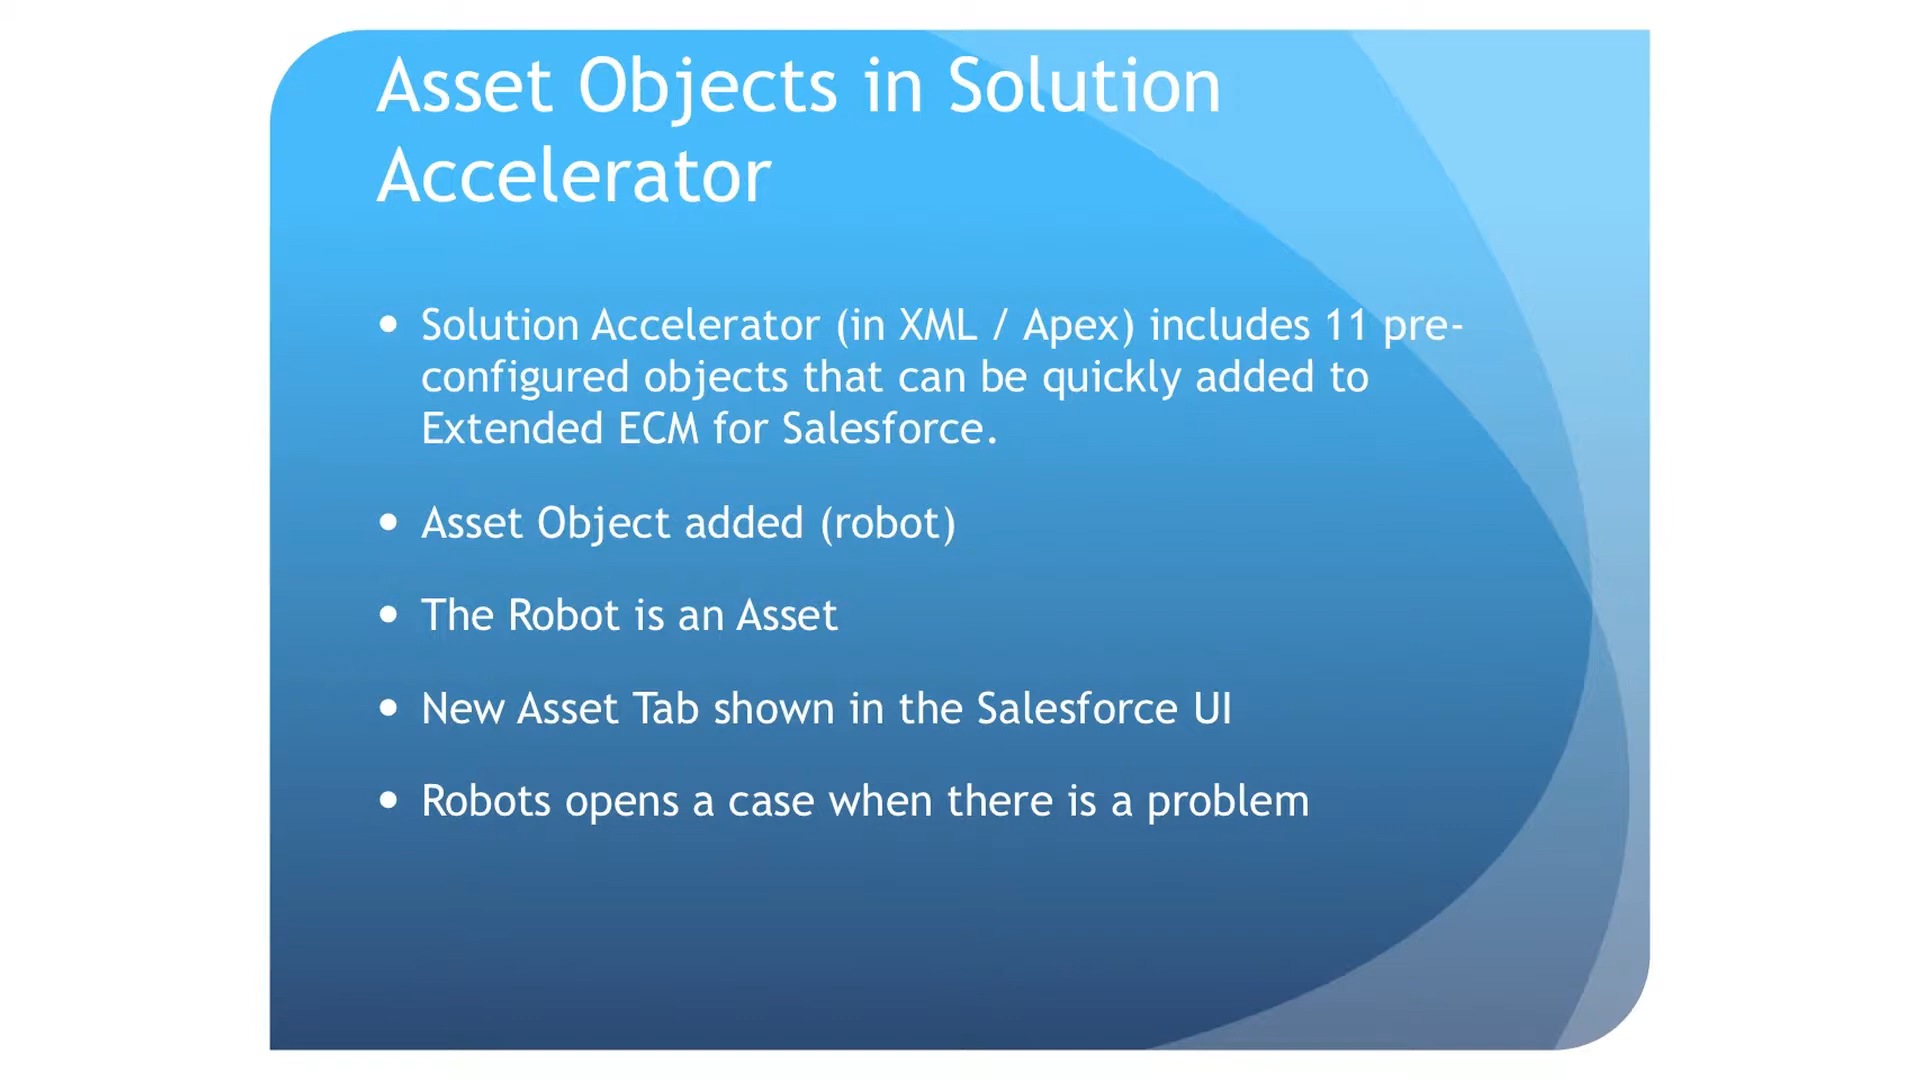 Asset Objects in Solution
Accelerator
• Solution Accelerator (in XML / Apex) includes 11 pre-
configured objects that can be quickly added to
Extended ECM for Salesforce.
• Asset Object added (robot)
• The Robot is an Asset
• New Asset Tab shown in the Salesforce UI
• Robots opens a case when there is a problem